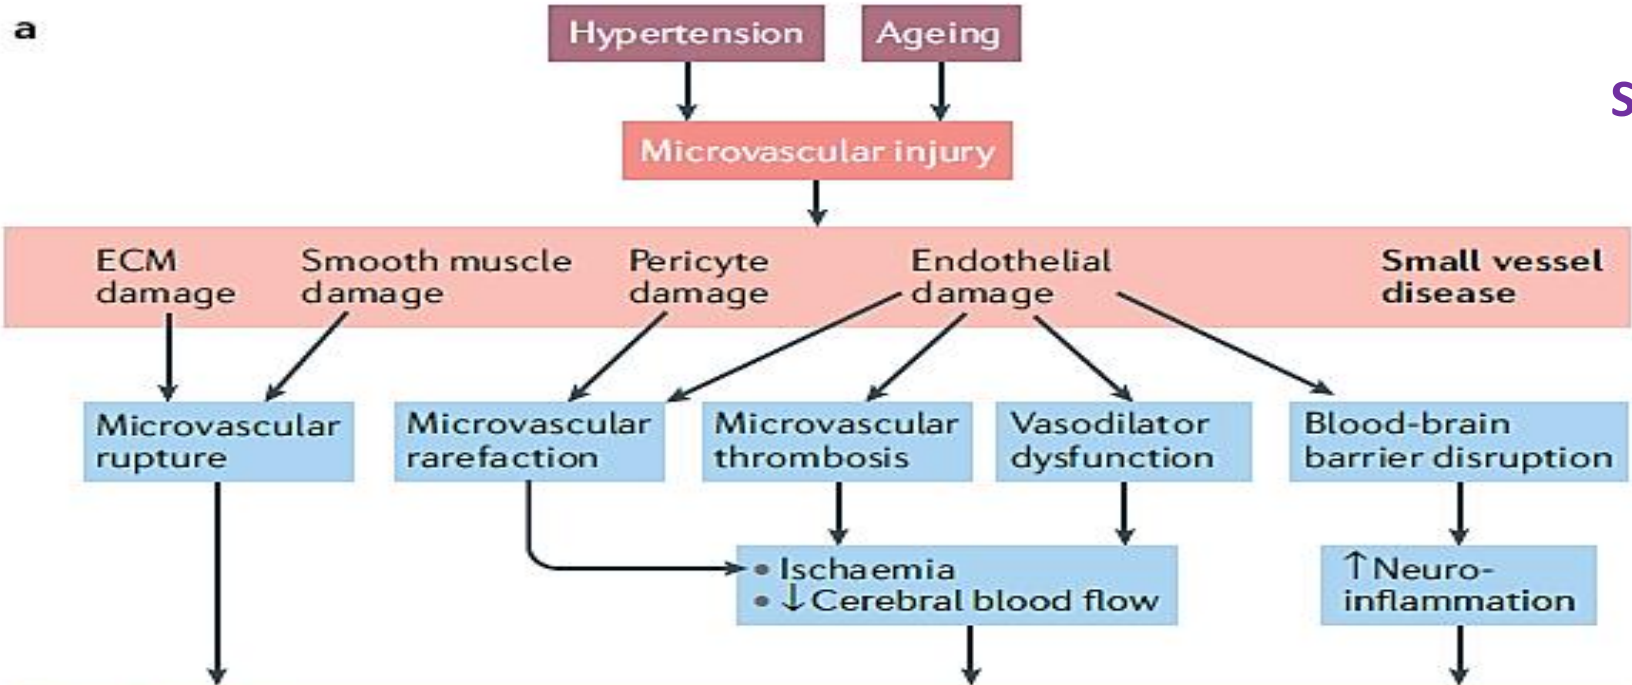 a
Hypertension
Ageing
S
Microvascular injury
ECM
damage
Smooth muscle
damage
Pericyte
damage
Endothelial
damage
Small vessel
disease
Microvascular
rupture
Microvascular
rarefaction
Microvascular
thrombosis
Vasodilator
dysfunction
Blood-brain
barrier disruption
• Ischaemia
• ↓Cerebral blood flow
↑Neuro-
inflammation